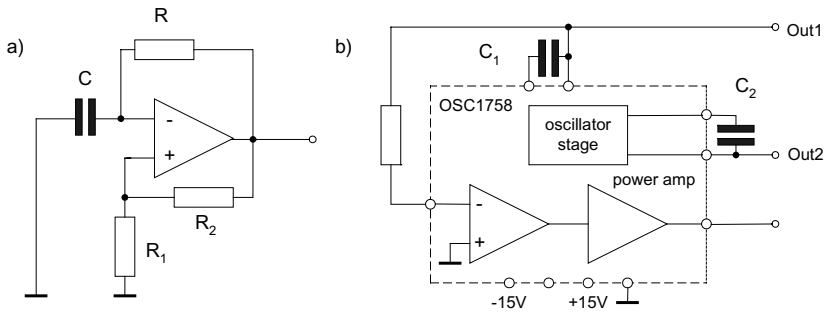 a)
R
C
-
+
R2
R1
b)
Out1
C1
OSC1758
oscillator
stage
C2
Out2
power amp
-
+
-15V
+15V